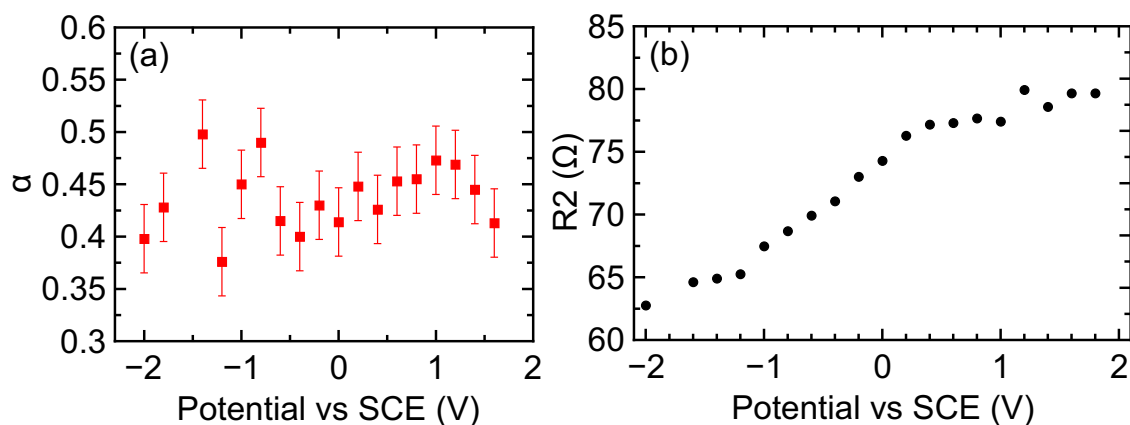 (a)
α
0.6
0.55
0.5
0.45
0.4
0.35
0.3
−2 −1 0 1 2
Potential vs SCE (V)
(b)
R2 (Ω)
85
80
75
70
65
60
−2 −1 0 1 2
Potential vs SCE (V)